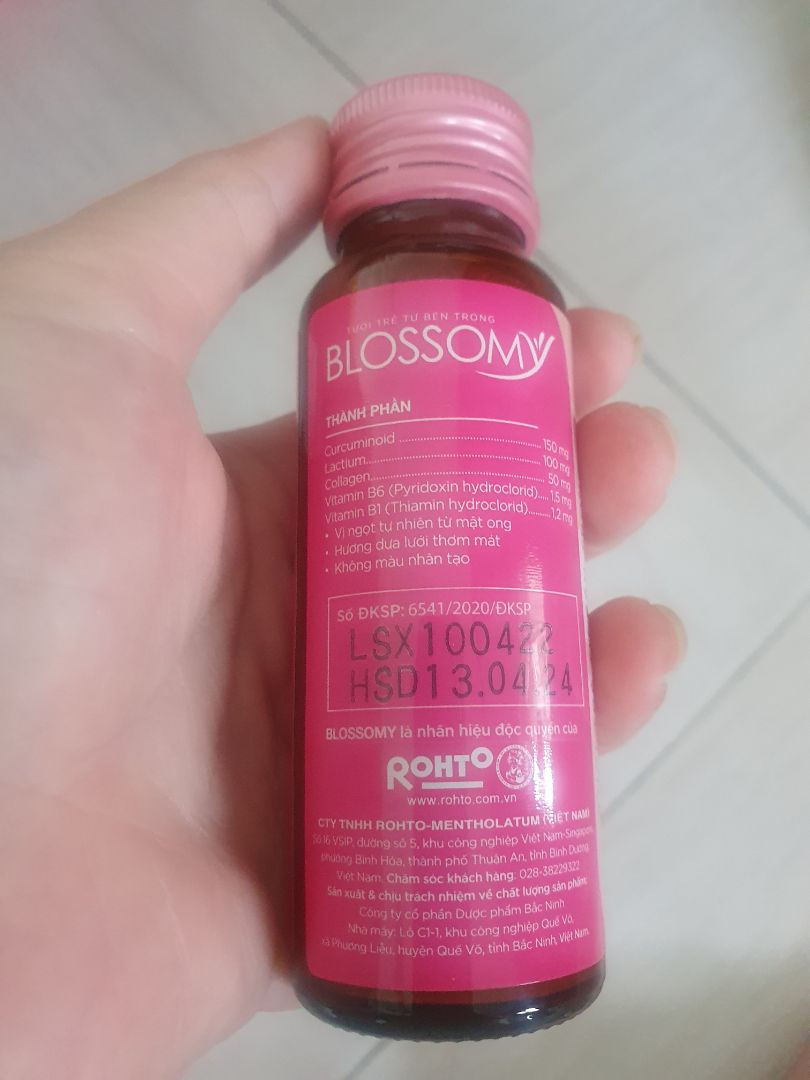 TƯƠI TRẺ TỪ BÊN TRONG
BLOSSOMY
THÀNH PHẦN
Curcuminoid ........................................ 150 mg
Lactium.................................................. 100 mg
Collagen.................................................. 50 mg
Vitamin B6 (Pyridoxin hydroclorid)..... 1,5 mg
Vitamin B1 (Thiamin hydroclorid)......... 1,2 mg
• Vị ngọt tự nhiên từ mật ong
• Hương dưa lưới thơm mát
• Không màu nhân tạo
Số ĐKSP: 6541/2020/ĐKSP
LSX100422
HSD13.04.24
BLOSSOMY là nhãn hiệu độc quyền của
ROHTO
www.rohto.com.vn
CTY TNHH ROHTO-MENTHOLATUM (VIỆT NAM)
Số 16 VSIP, đường số 5, khu công nghiệp Việt Nam-Singapore,
phường Bình Hòa, thành phố Thuận An, tỉnh Bình Dương,
Việt Nam. Chăm sóc khách hàng: 028-38229322
Sản xuất & chịu trách nhiệm về chất lượng sản phẩm:
Công ty cổ phần Dược phẩm Bắc Ninh
Nhà máy: Lô C1-1, khu công nghiệp Quế Võ,
xã Phương Liễu, huyện Quế Võ, tỉnh Bắc Ninh, Việt Nam.